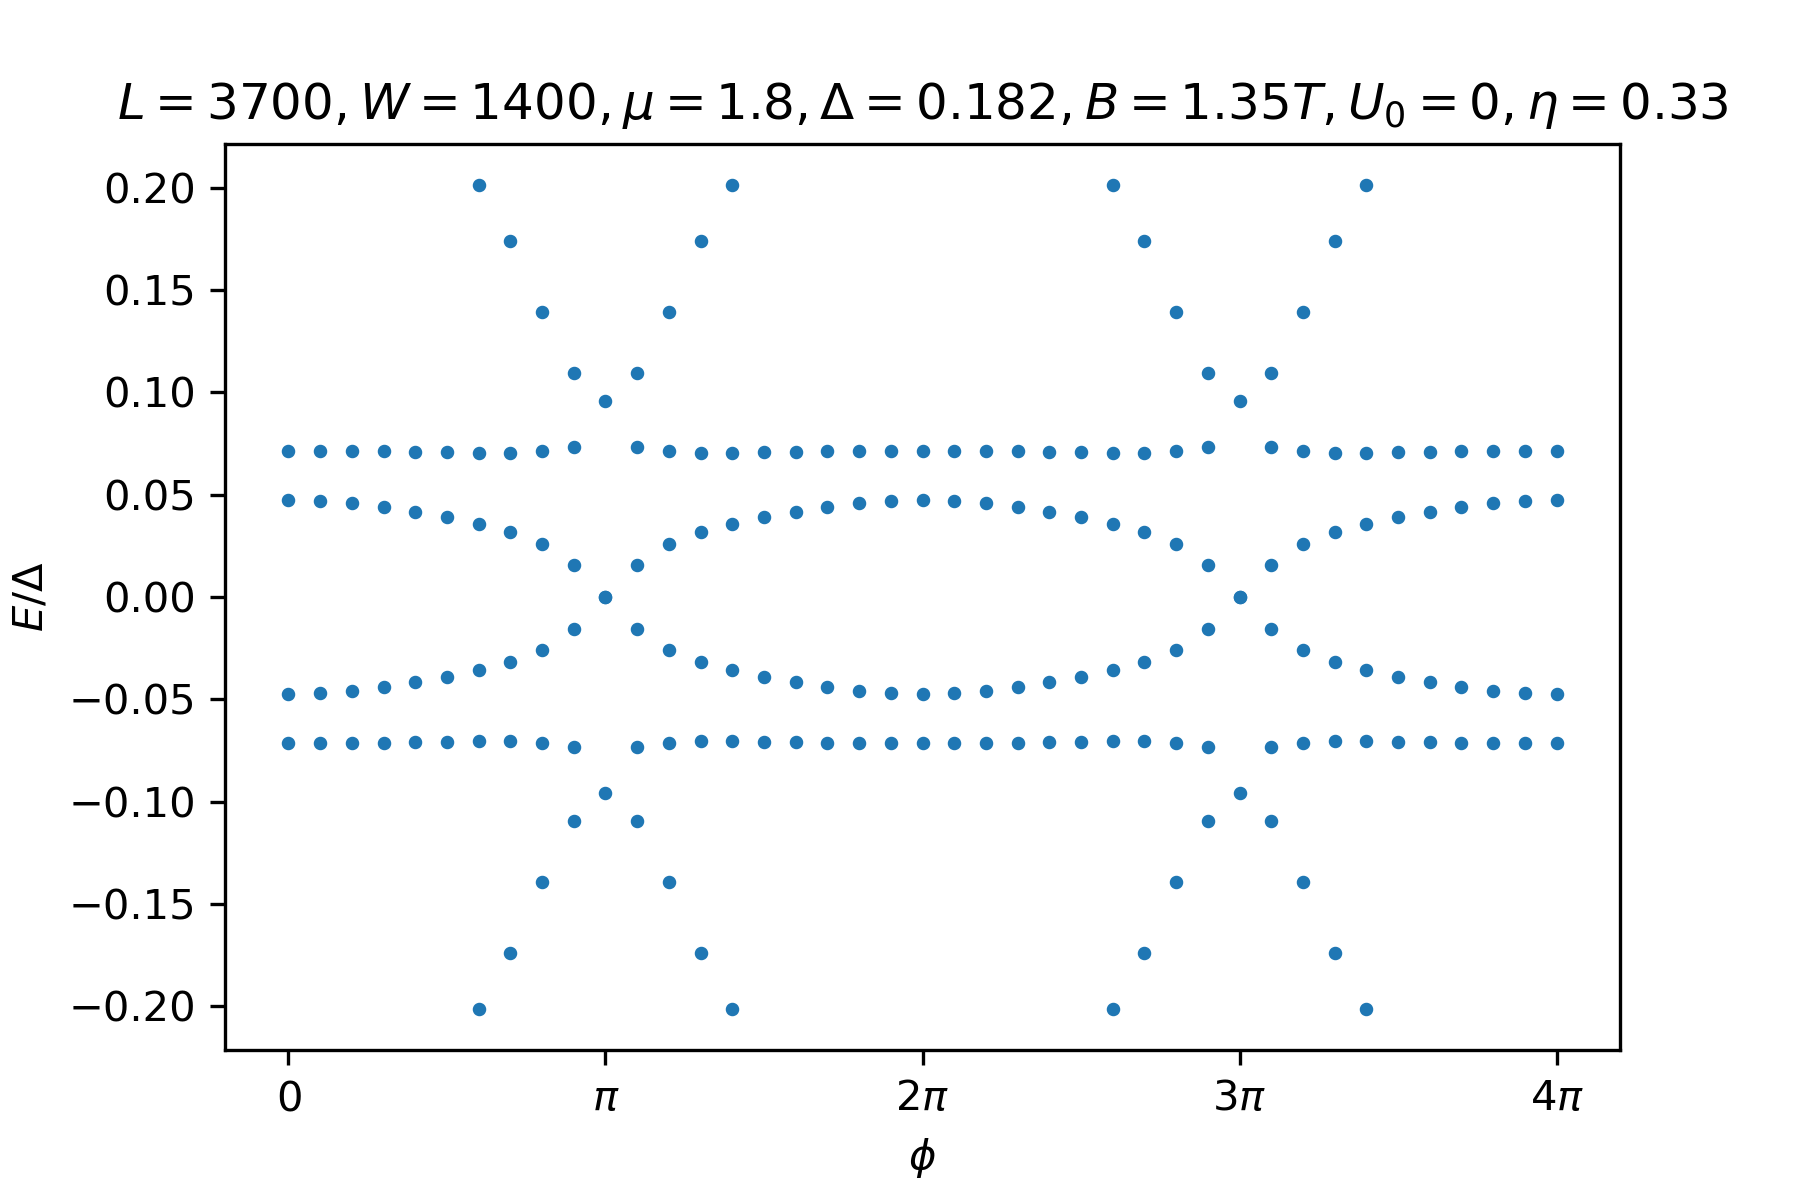 L = 3700, W = 1400, μ = 1.8, Δ = 0.182, B = 1.35T, U₀ = 0, η = 0.33
0.20
0.15
0.10
0.05
0.00
−0.05
−0.10
−0.15
−0.20
E/Δ
0 π 2π 3π 4π
ϕ